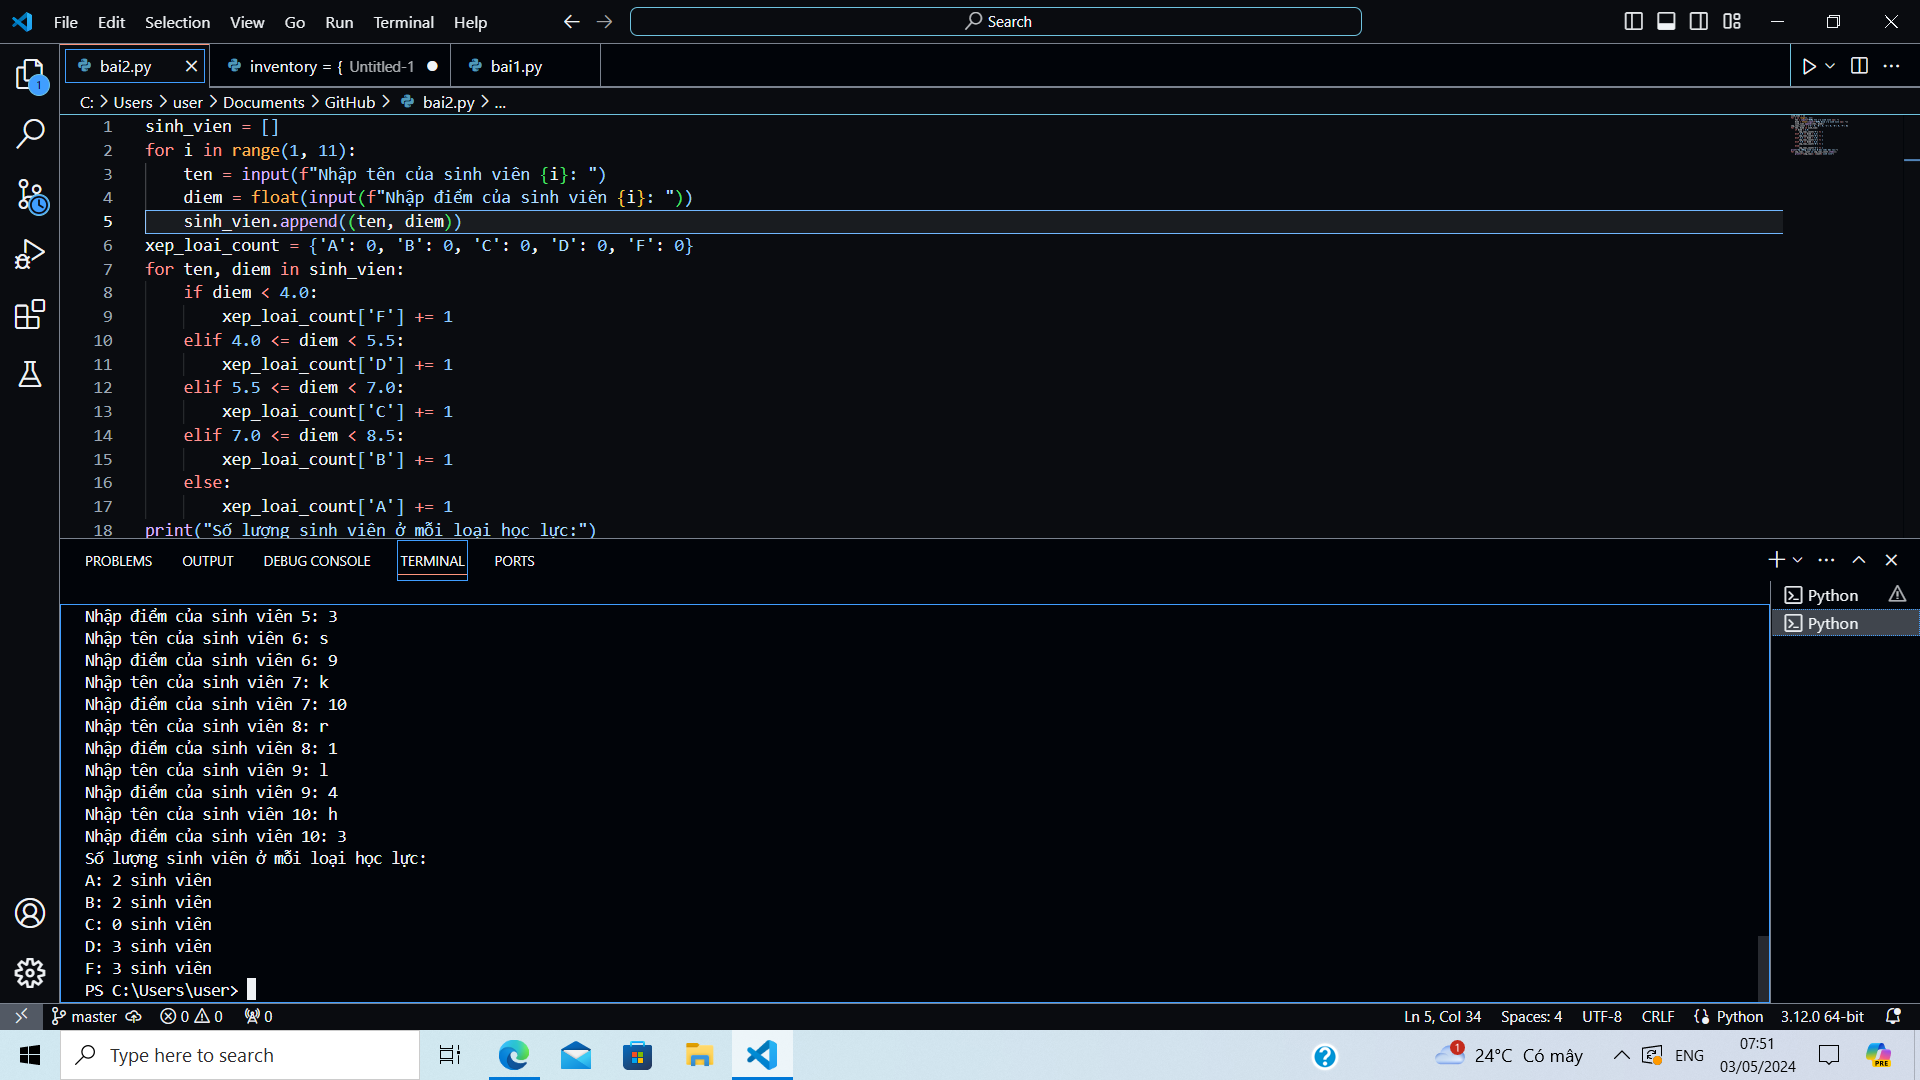 File Edit Selection View Go Run Terminal Help
Search
bai2.py
inventory = { Untitled-1
bai1.py
C: > Users > user > Documents > GitHub > bai2.py > ...
1 sinh_vien = []
2 for i in range(1, 11):
3 ten = input(f"Nhập tên của sinh viên {i}: ")
4 diem = float(input(f"Nhập điểm của sinh viên {i}: "))
5 sinh_vien.append((ten, diem))
6 xep_loai_count = {'A': 0, 'B': 0, 'C': 0, 'D': 0, 'F': 0}
7 for ten, diem in sinh_vien:
8 if diem < 4.0:
9 xep_loai_count['F'] += 1
10 elif 4.0 <= diem < 5.5:
11 xep_loai_count['D'] += 1
12 elif 5.5 <= diem < 7.0:
13 xep_loai_count['C'] += 1
14 elif 7.0 <= diem < 8.5:
15 xep_loai_count['B'] += 1
16 else:
17 xep_loai_count['A'] += 1
18 print("Số lượng sinh viên ở mỗi loại học lực:")
PROBLEMS OUTPUT DEBUG CONSOLE TERMINAL PORTS
Python
Python
Nhập điểm của sinh viên 5: 3
Nhập tên của sinh viên 6: s
Nhập điểm của sinh viên 6: 9
Nhập tên của sinh viên 7: k
Nhập điểm của sinh viên 7: 10
Nhập tên của sinh viên 8: r
Nhập điểm của sinh viên 8: 1
Nhập tên của sinh viên 9: l
Nhập điểm của sinh viên 9: 4
Nhập tên của sinh viên 10: h
Nhập điểm của sinh viên 10: 3
Số lượng sinh viên ở mỗi loại học lực:
A: 2 sinh viên
B: 2 sinh viên
C: 0 sinh viên
D: 3 sinh viên
F: 3 sinh viên
PS C:\Users\user>
1
master 0 0 0 Ln 5, Col 34 Spaces: 4 UTF-8 CRLF Python 3.12.0 64-bit
Type here to search
1 24°C Có mây ENG
07:51
03/05/2024
PRE